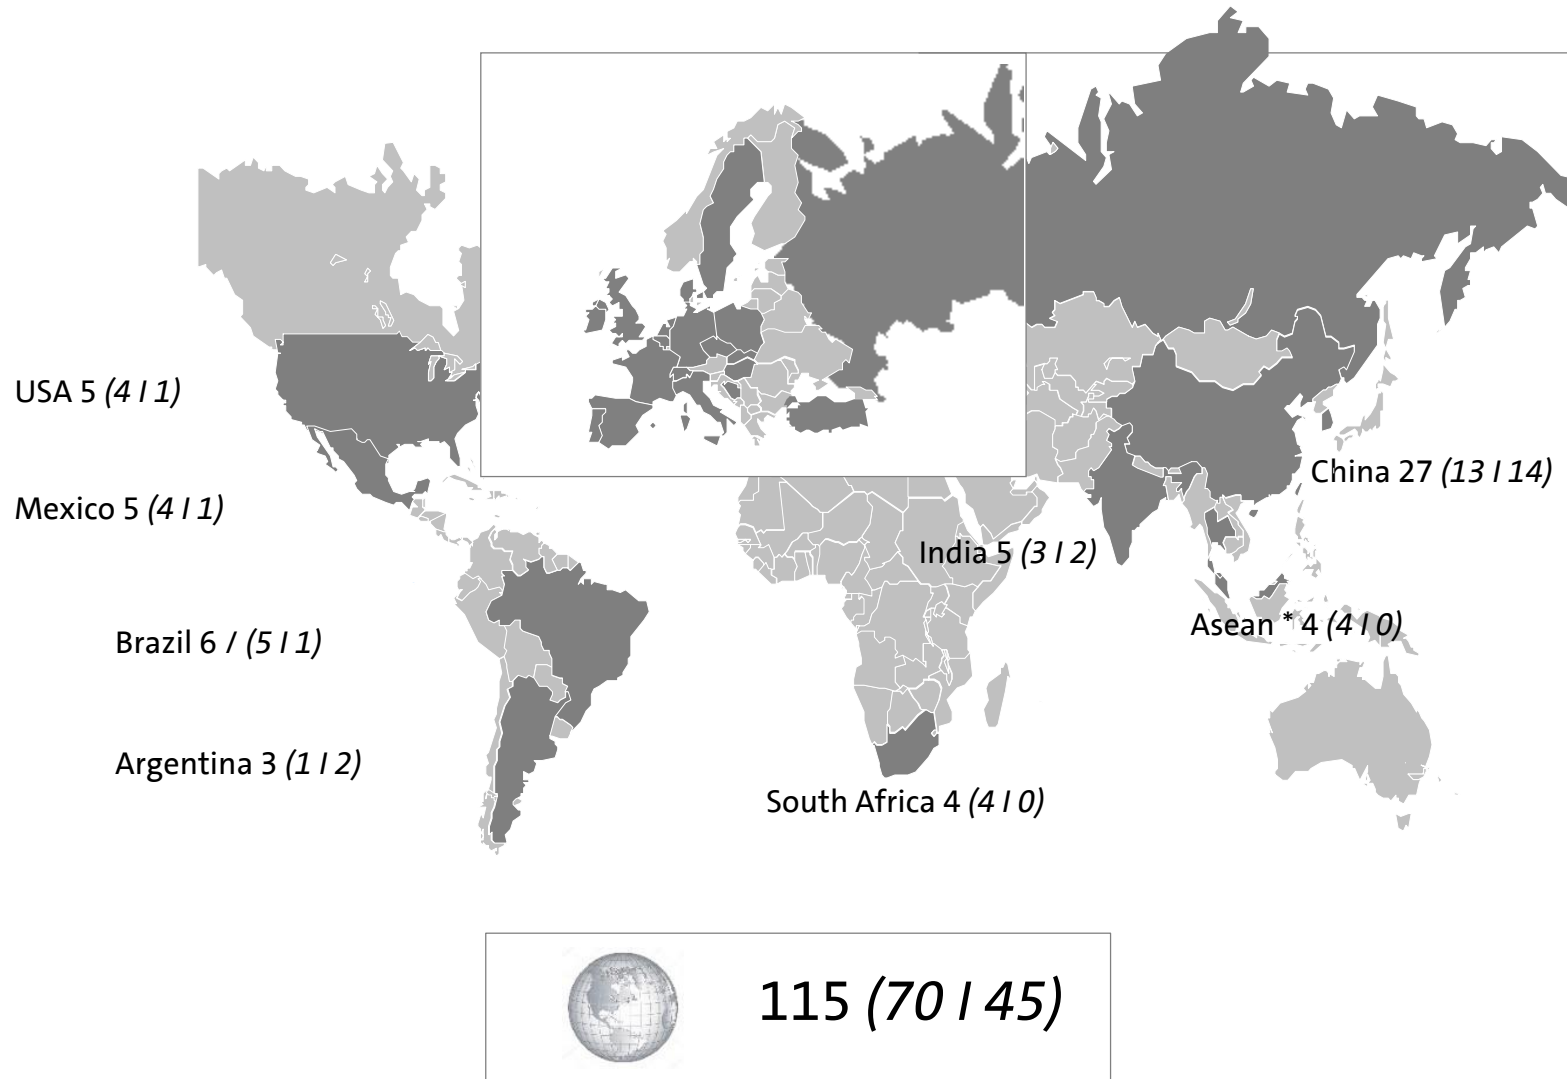 USA 5 (4 I 1)
China 27 (13 I 14)
Mexico 5 (4 I 1)
India 5 (3 I 2)
Asean * 4 (4 I 0)
Brazil 6 / (5 I 1)
Argentina 3 (1 I 2)
South Africa 4 (4 I 0)
115 (70 I 45)